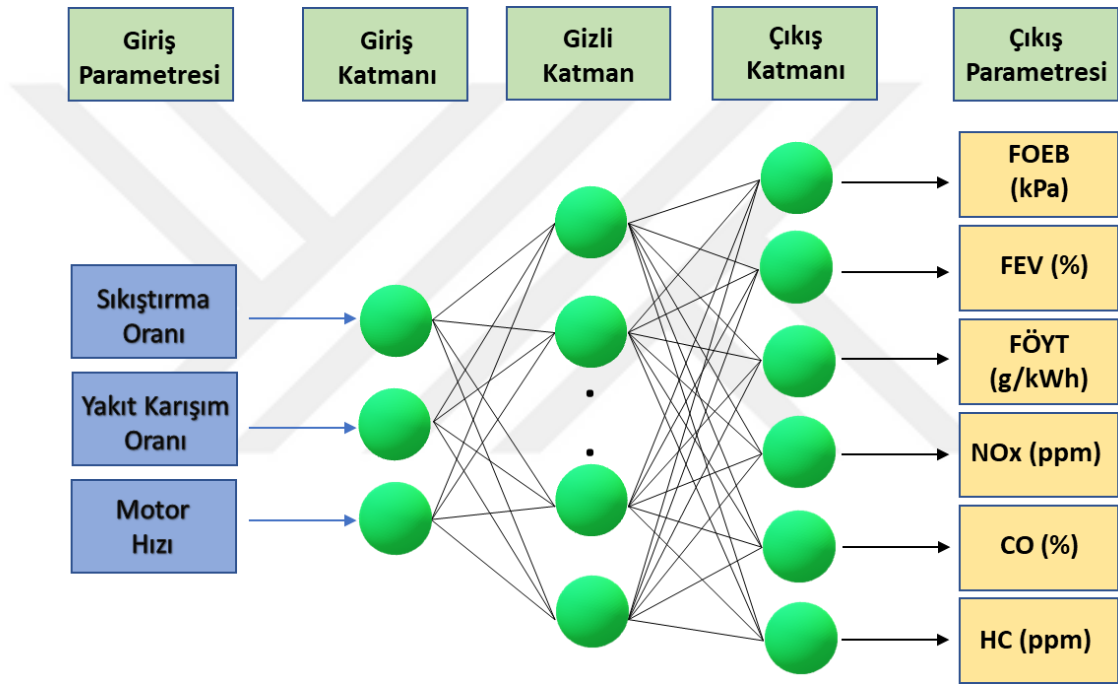 Giriş
Parametresi
Giriş
Katmanı
Gizli
Katman
Çıkış
Katmanı
Çıkış
Parametresi
Sıkıştırma
Oranı
Yakıt Karışım
Oranı
Motor
Hızı
FOEB
(kPa)
FEV (%)
FÖYT
(g/kWh)
NOx (ppm)
CO (%)
HC (ppm)